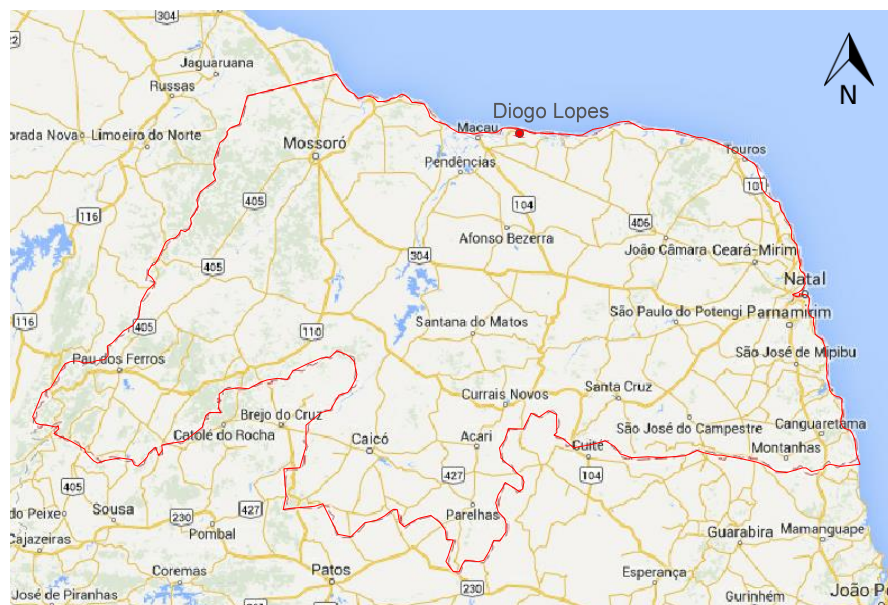 304
Jaguaruana
Russas
N
Diogo Lopes
Macau
orada Nova
Limoeiro do Norte
Mossoró
Pendências
Touros
101
116
405
104
406
Afonso Bezerra
João Câmara
Ceará-Mirim
304
405
Natal
116
405
110
Santana do Matos
São Paulo do Potengi
Parnamirim
Pau dos Ferros
São José de Mipibu
Santa Cruz
Currais Novos
Brejo do Cruz
Catolé do Rocha
Caicó
Acari
São José do Campestre
Canguaretama
Cuité
Montanhas
405
427
104
do Peixe
Sousa
230
427
Pombal
Parelhas
Guarabira
Mamanguape
Cajazeiras
Coremas
Patos
230
Esperança
José de Piranhas
361
230
Gurinhém
João P